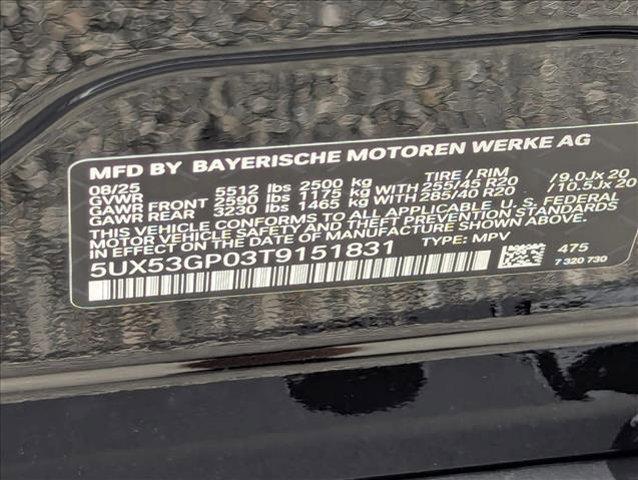 MFD BY BAYERISCHE MOTOREN WERKE AG
08/25 TIRE / RIM
GVWR 5512 lbs 2500 kg
GAWR FRONT 2590 lbs 1175 kg WITH 255/45 R20 /9.0Jx 20
GAWR REAR 3230 lbs 1465 kg WITH 285/40 R20 /10.5Jx 20
THIS VEHICLE CONFORMS TO ALL APPLICABLE U. S. FEDERAL
MOTOR VEHICLE SAFETY AND THEFT PREVENTION STANDARDS
IN EFFECT ON THE DATE OF MANUFACTURE SHOWN ABOVE.
5UX53GP03T9151831 TYPE: MPV
475
7 320 730